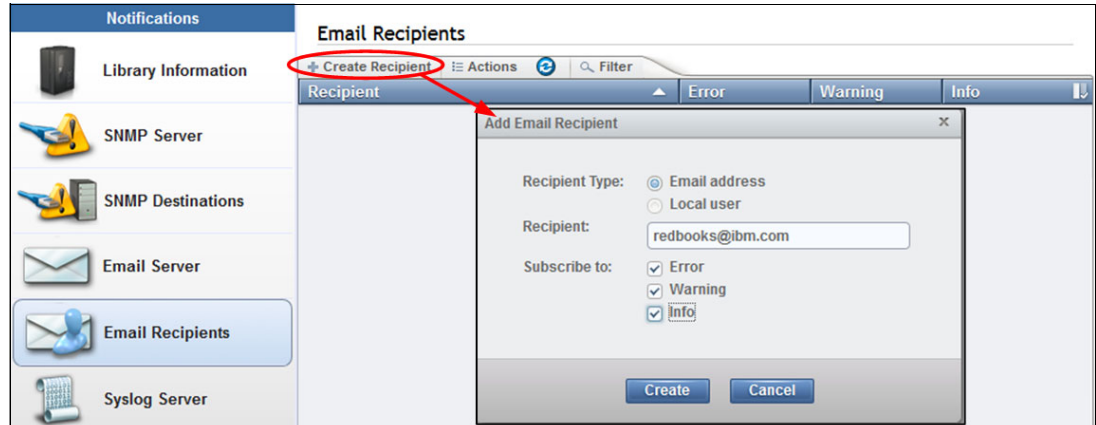 Notifications
Library Information
SNMP Server
SNMP Destinations
Email Server
Email Recipients
Syslog Server
Email Recipients
Create Recipient Actions Filter
Recipient Error Warning Info
Add Email Recipient x
Recipient Type: Email address
Local user
Recipient: redbooks@ibm.com
Subscribe to: Error
Warning
Info
Create Cancel